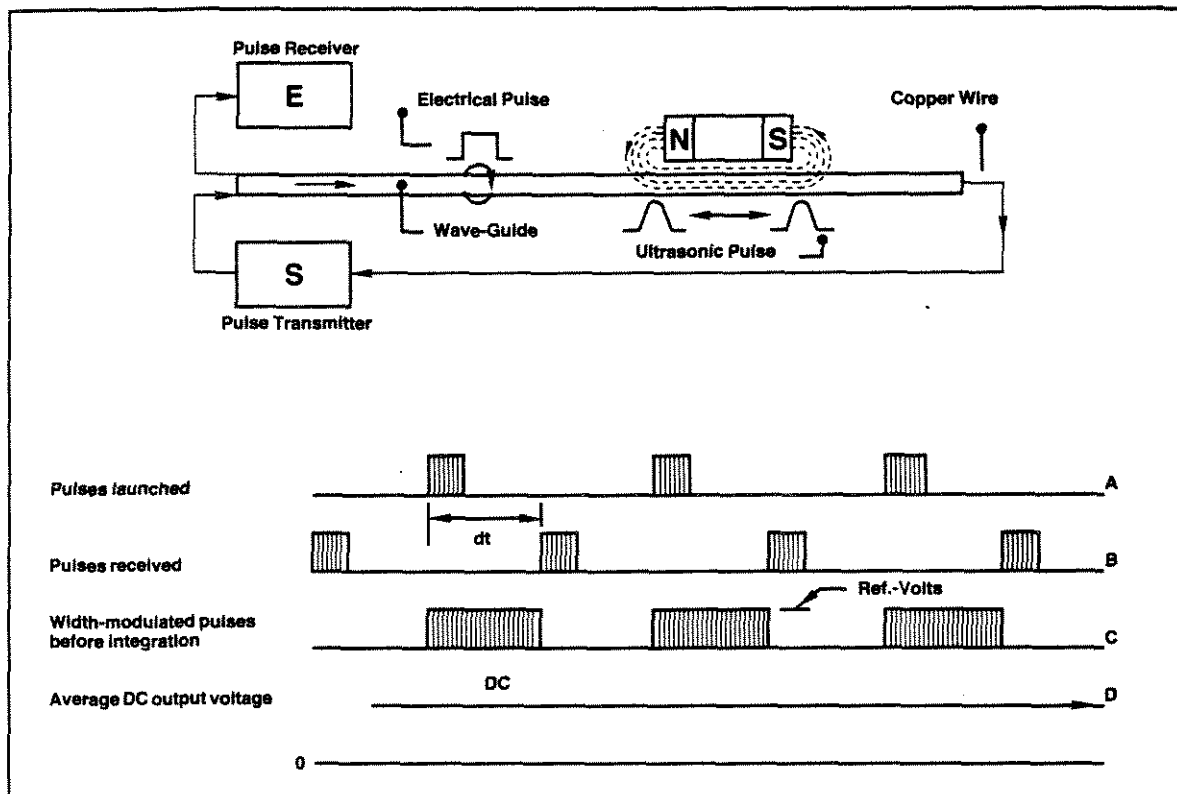 Pulse Receiver
E
Electrical Pulse
Copper Wire
N
S
Wave-Guide
Ultrasonic Pulse
S
Pulse Transmitter
Pulses launched
A
dt
Pulses received
B
Ref.-Volts
Width-modulated pulses
before integration
C
DC
Average DC output voltage
D
0